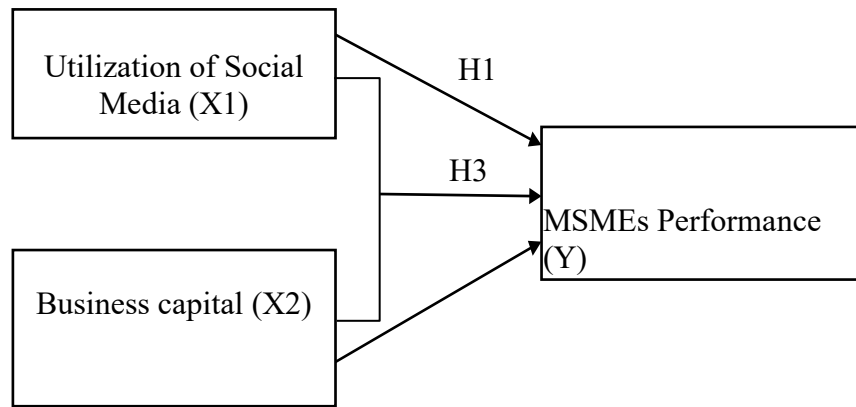 Utilization of Social
Media (X1)
H1
H3
MSMEs Performance
(Y)
Business capital (X2)